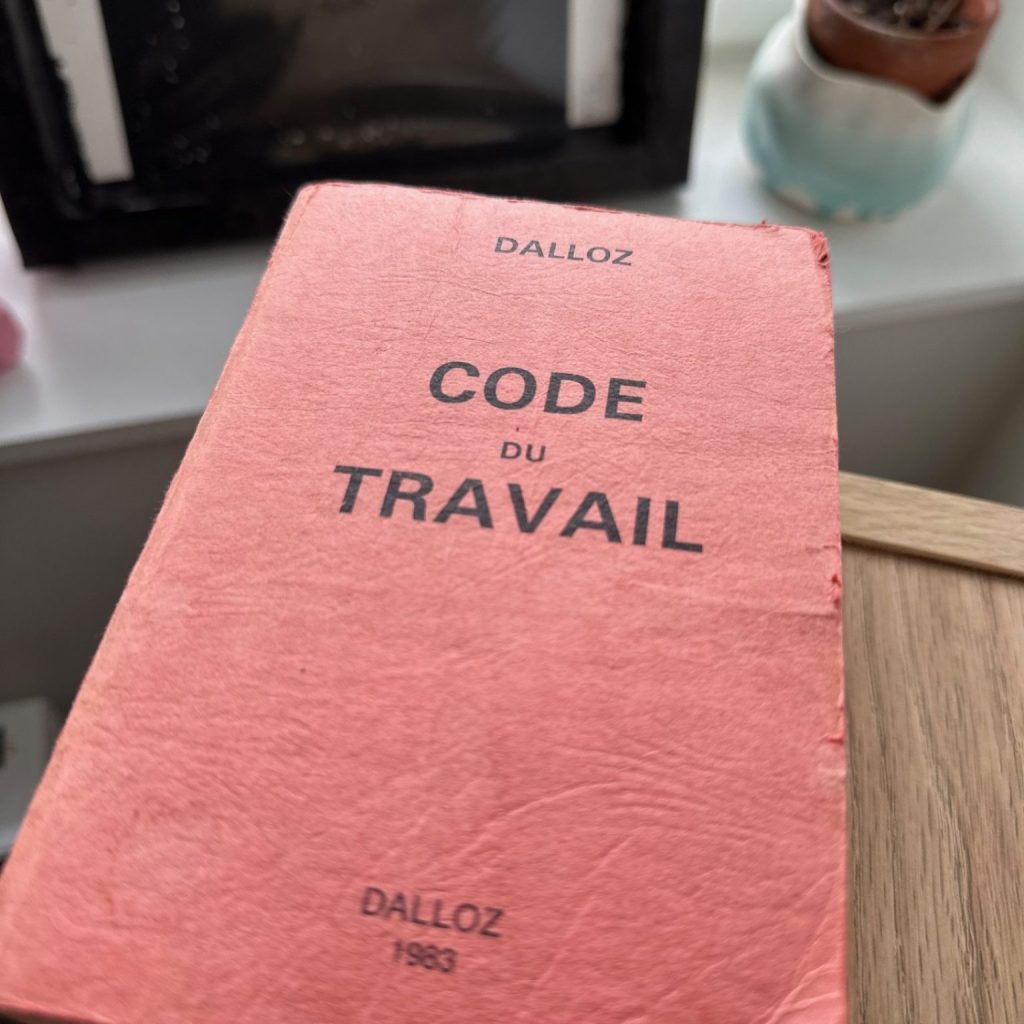 DALLOZ
CODE
DU
TRAVAIL
DALLOZ
1983